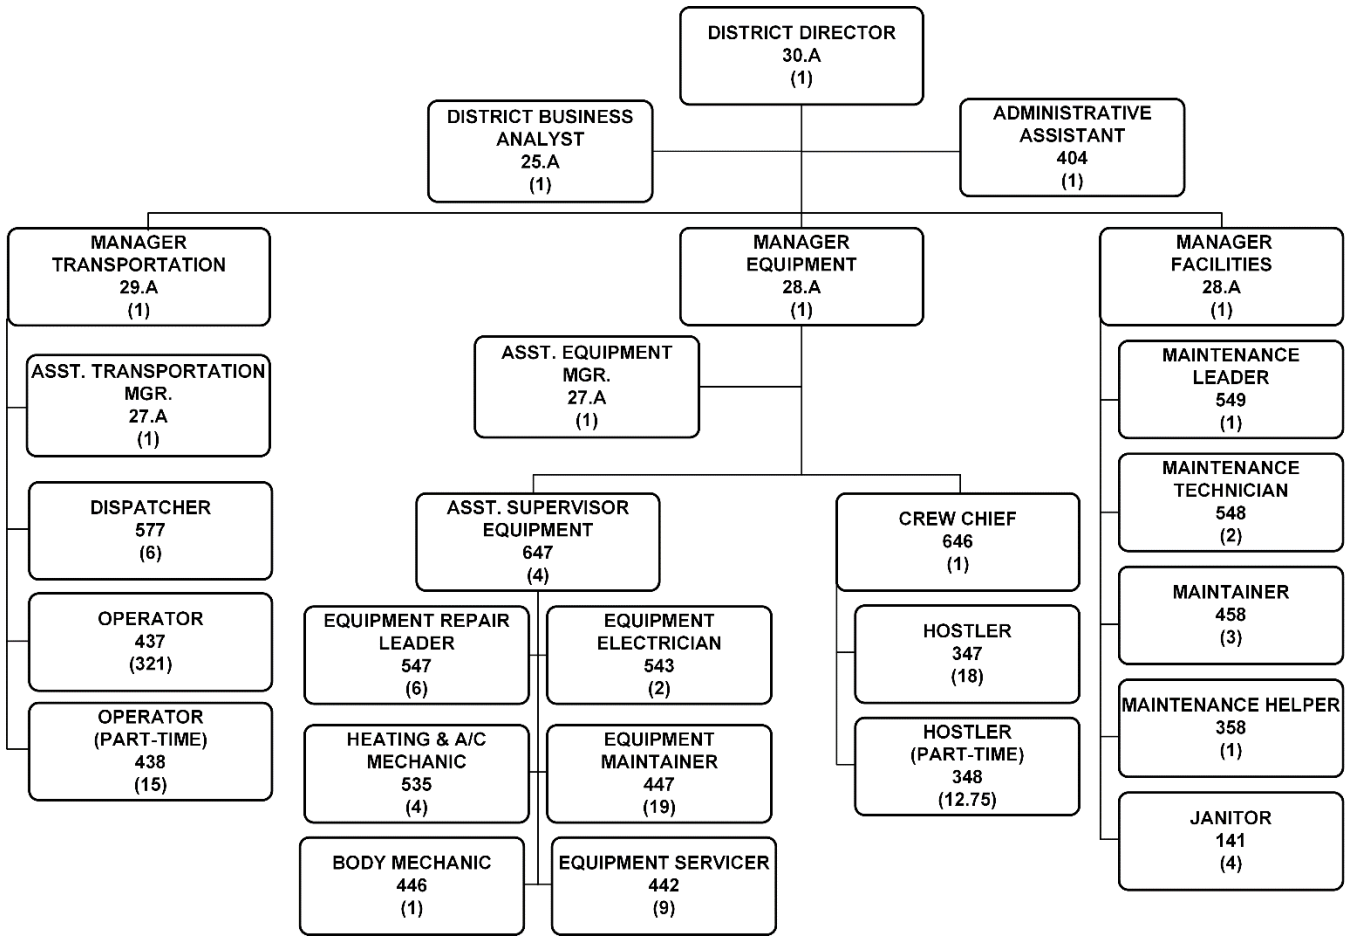 DISTRICT DIRECTOR
30.A
(1)
DISTRICT BUSINESS
ANALYST
25.A
(1)
ADMINISTRATIVE
ASSISTANT
404
(1)
MANAGER
TRANSPORTATION
29.A
(1)
MANAGER
EQUIPMENT
28.A
(1)
MANAGER
FACILITIES
28.A
(1)
ASST. TRANSPORTATION
MGR.
27.A
(1)
DISPATCHER
577
(6)
OPERATOR
437
(321)
OPERATOR
(PART-TIME)
438
(15)
ASST. EQUIPMENT
MGR.
27.A
(1)
ASST. SUPERVISOR
EQUIPMENT
647
(4)
EQUIPMENT REPAIR
LEADER
547
(6)
EQUIPMENT
ELECTRICIAN
543
(2)
HEATING & A/C
MECHANIC
535
(4)
EQUIPMENT
MAINTAINER
447
(19)
BODY MECHANIC
446
(1)
EQUIPMENT SERVICER
442
(9)
CREW CHIEF
646
(1)
HOSTLER
347
(18)
HOSTLER
(PART-TIME)
348
(12.75)
MAINTENANCE
LEADER
549
(1)
MAINTENANCE
TECHNICIAN
548
(2)
MAINTAINER
458
(3)
MAINTENANCE HELPER
358
(1)
JANITOR
141
(4)